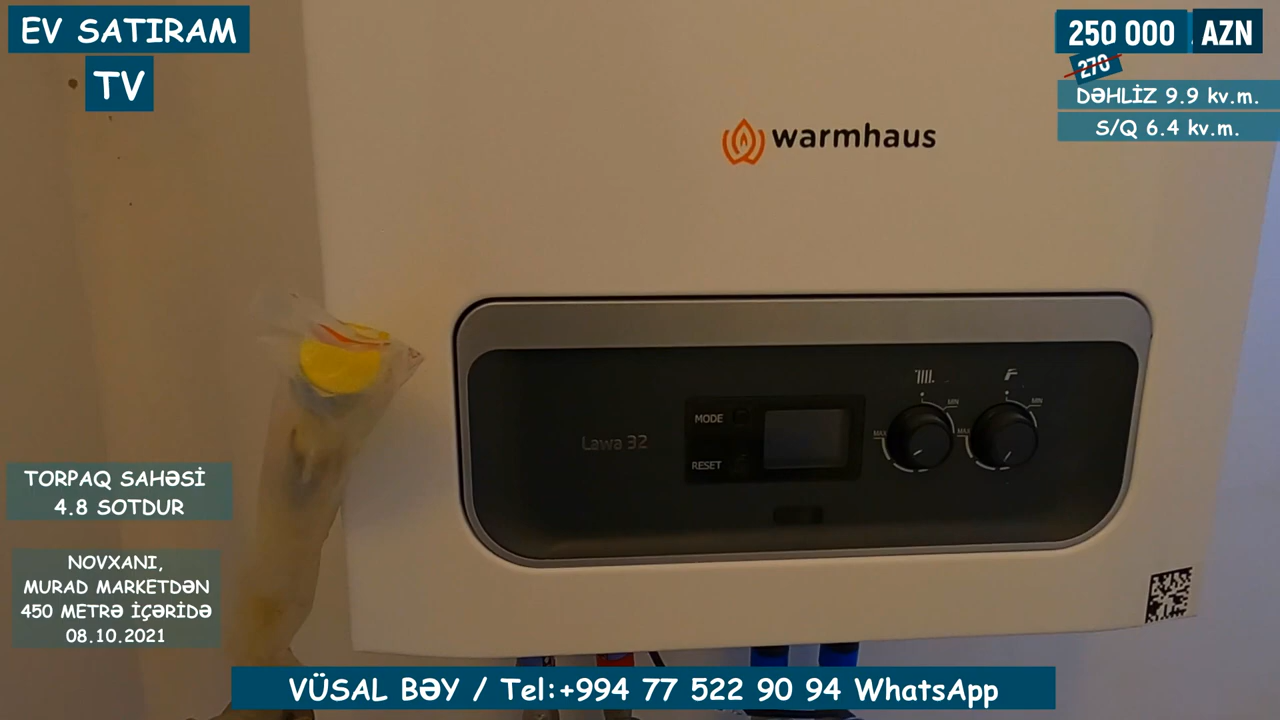 EV SATIRAM
TV
250 000 AZN
270
DƏHLİZ 9.9 kv.m.
S/Q 6.4 kv.m.
warmhaus
MIN
MIN
MODE
MAX
MAX
Lawa 32
RESET
TORPAQ SAHƏSİ
4.8 SOTDUR
NOVXANI,
MURAD MARKETDƏN
450 METRƏ İÇƏRİDƏ
08.10.2021
VÜSAL BƏY / Tel:+994 77 522 90 94 WhatsApp